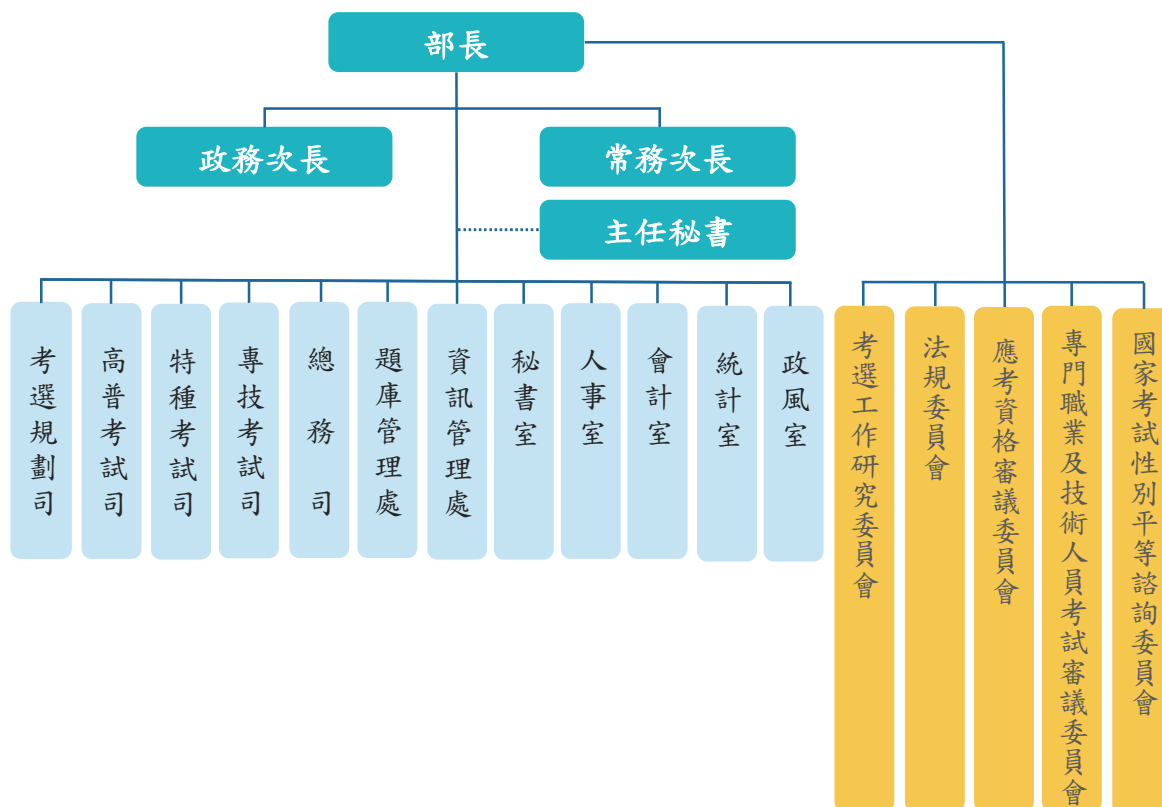 部長
政務次長
常務次長
主任秘書
考選規劃司
高普考試司
特種考試司
專技考試司
總務司
題庫管理處
資訊管理處
秘書室
人事室
會計室
統計室
政風室
考選工作研究委員會
法規委員會
應考資格審議委員會
專門職業及技術人員考試審議委員會
國家考試性別平等諮詢委員會